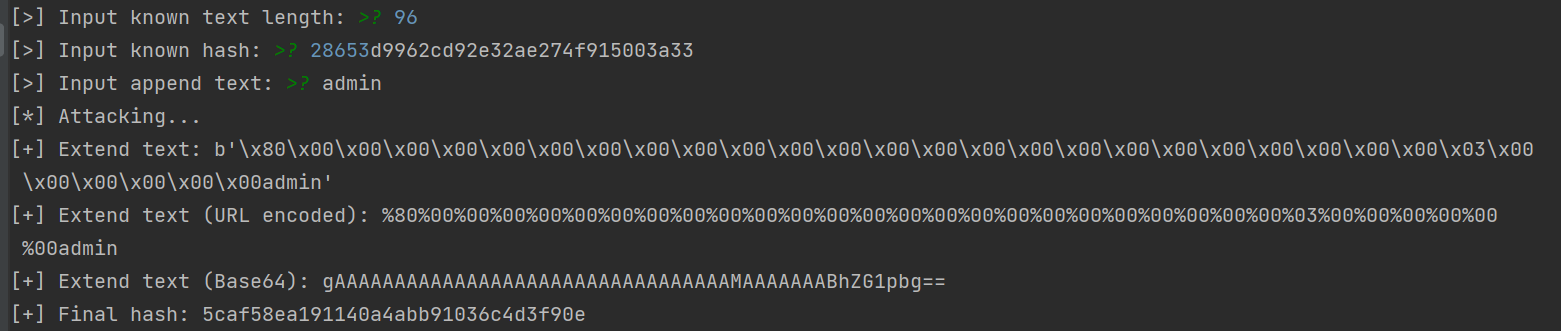 [>] Input known text length: >? 96
[>] Input known hash: >? 28653d9962cd92e32ae274f915003a33
[>] Input append text: >? admin
[*] Attacking...
[+] Extend text: b'\x80\x00\x00\x00\x00\x00\x00\x00\x00\x00\x00\x00\x00\x00\x00\x00\x00\x00\x00\x00\x00\x00\x00\x00\x00\x03\x00
\x00\x00\x00\x00\x00admin'
[+] Extend text (URL encoded): %80%00%00%00%00%00%00%00%00%00%00%00%00%00%00%00%00%00%00%00%00%00%00%00%00%03%00%00%00%00%00
%00admin
[+] Extend text (Base64): gAAAAAAAAAAAAAAAAAAAAAAAAAAAAAAAAAMAAAAAAABhZG1pbg==
[+] Final hash: 5caf58ea191140a4abb91036c4d3f90e